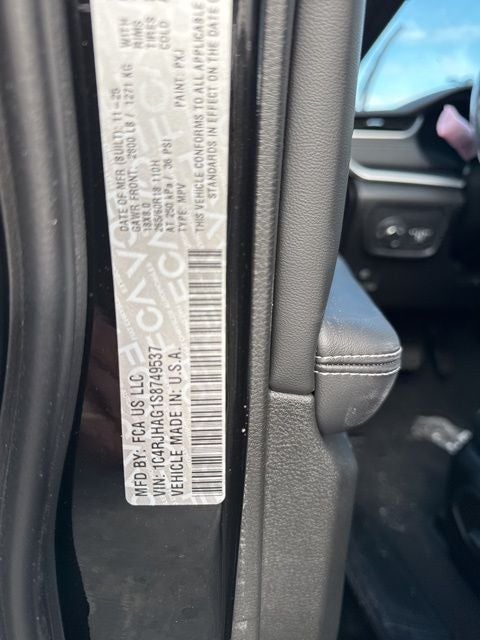 MFD BY: FCA US LLC
VIN: 1C4RJHAG1S8749537
VEHICLE MADE IN: U.S.A.
DATE OF MFR (BUILT): 11-25
GAWR FRONT: 2800 LB / 1271 KG
WITH
18X8.0
RIMS
265/60R18 110H
TIRES
AT 250 kPa / 36 PSI
COLD
TYPE: MPV
PAINT: PXJ
THIS VEHICLE CONFORMS TO ALL APPLICABLE
STANDARDS IN EFFECT ON THE DATE O